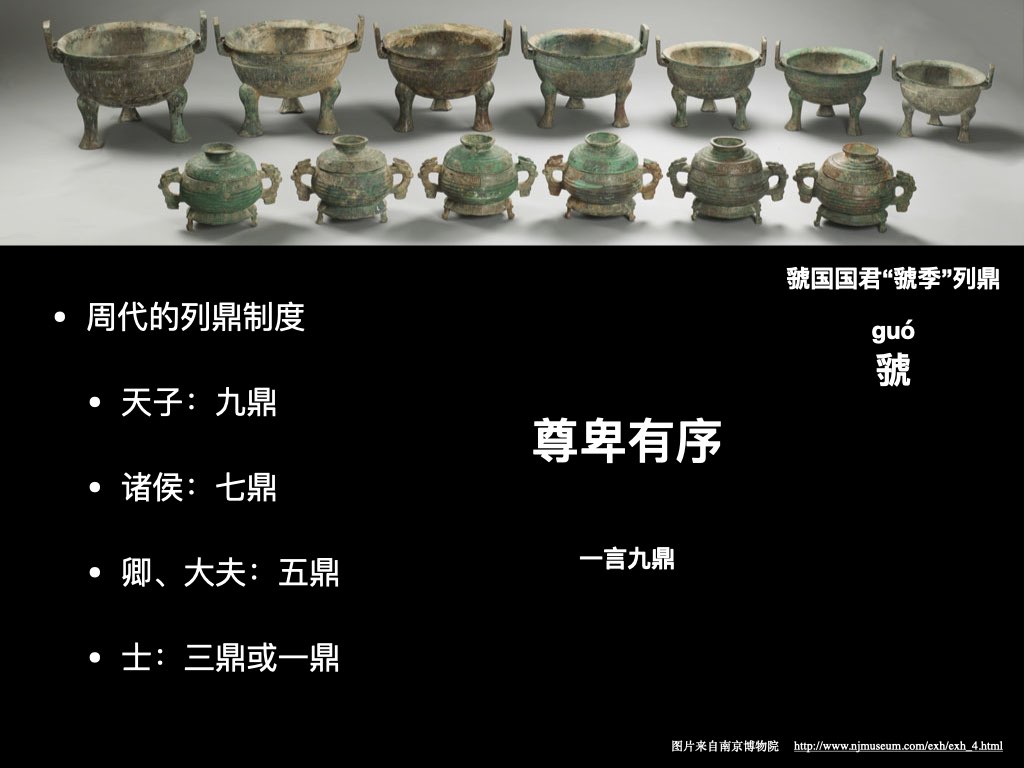 虢国国君“虢季”列鼎
guó
虢
• 周代的列鼎制度
• 天子：九鼎
• 诸侯：七鼎
• 卿、大夫：五鼎
• 士：三鼎或一鼎
尊卑有序
一言九鼎
图片来自南京博物院 http://www.njmuseum.com/exh/exh_4.html